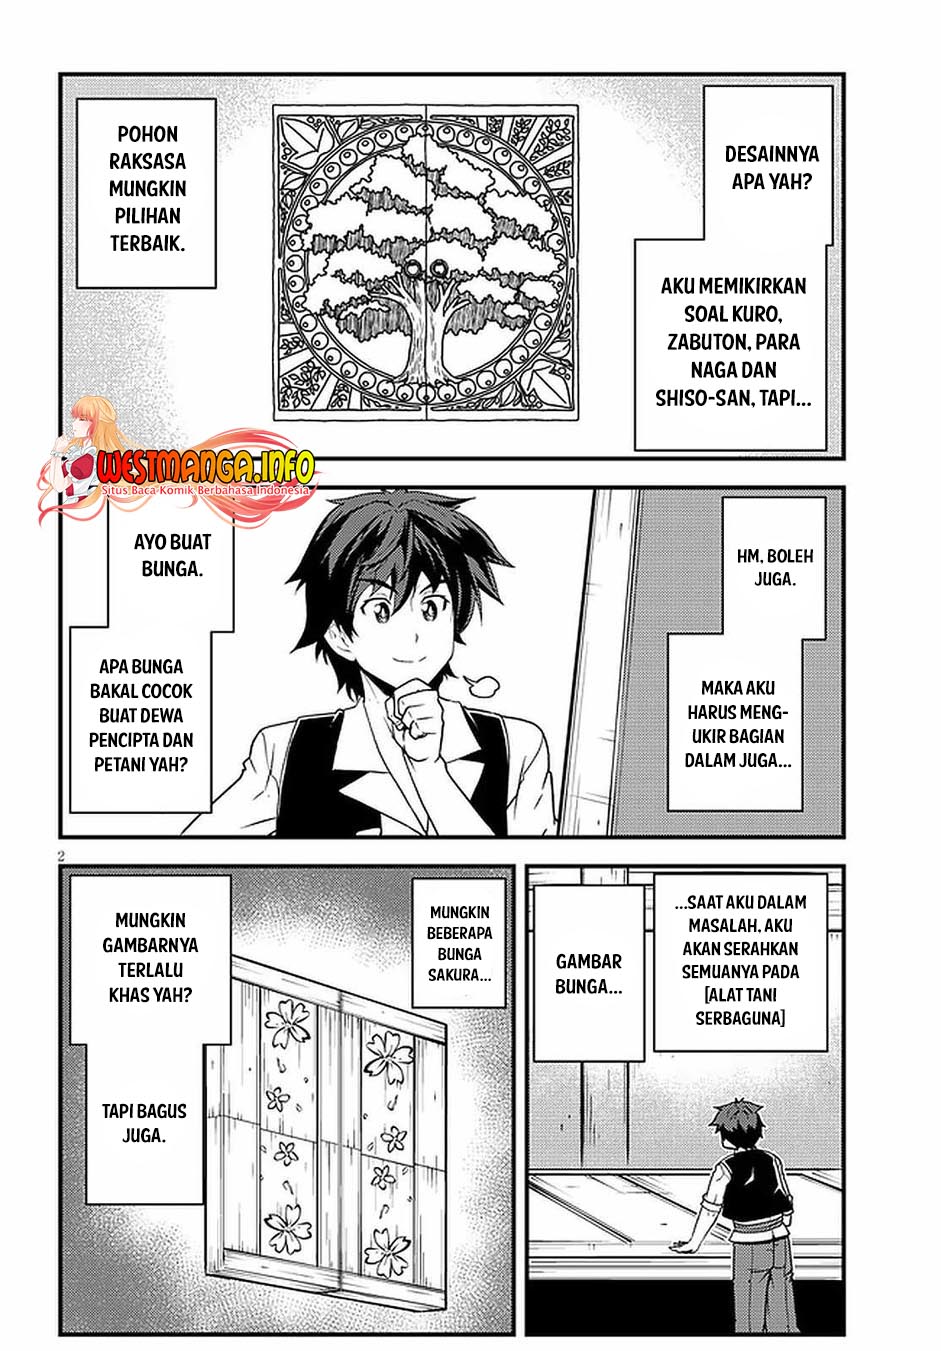 DESAINNYA
APA YAH?
AKU MEMIKIRKAN
SOAL KURO,
ZABUTON, PARA
NAGA DAN
SHISO-SAN, TAPI...
POHON
RAKSASA
MUNGKIN
PILIHAN
TERBAIK.
WESTMANGA.INFO
Situs Baca Komik Berbahasa Indonesia
HM, BOLEH
JUGA.
MAKA AKU
HARUS MENG-
UKIR BAGIAN
DALAM JUGA...
AYO BUAT
BUNGA.
APA BUNGA
BAKAL COCOK
BUAT DEWA
PENCIPTA DAN
PETANI YAH?
2
...SAAT AKU DALAM
MASALAH, AKU
AKAN SERAHKAN
SEMUANYA PADA
[ALAT TANI
SERBAGUNA]
GAMBAR
BUNGA...
MUNGKIN
BEBERAPA
BUNGA
SAKURA...
MUNGKIN
GAMBARNYA
TERLALU
KHAS YAH?
TAPI BAGUS
JUGA.